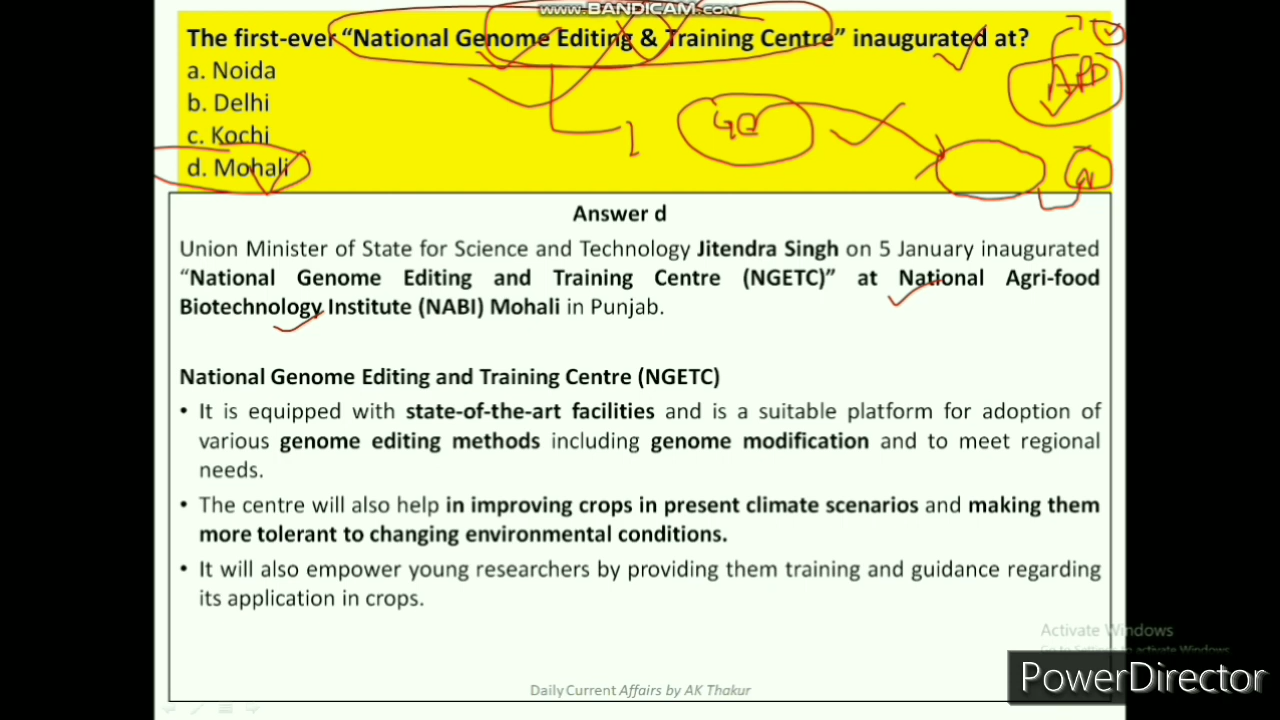 www.BANDICAM.com
The first-ever “National Genome Editing & Training Centre” inaugurated at?
a. Noida
b. Delhi
c. Kochi
d. Mohali
Answer d
Union Minister of State for Science and Technology Jitendra Singh on 5 January inaugurated
“National Genome Editing and Training Centre (NGETC)” at National Agri-food
Biotechnology Institute (NABI) Mohali in Punjab.
National Genome Editing and Training Centre (NGETC)
• It is equipped with state-of-the-art facilities and is a suitable platform for adoption of
various genome editing methods including genome modification and to meet regional
needs.
• The centre will also help in improving crops in present climate scenarios and making them
more tolerant to changing environmental conditions.
• It will also empower young researchers by providing them training and guidance regarding
its application in crops.
Activate Windows
Go to Settings to activate Windows.
PowerDirector
Daily Current Affairs by AK Thakur